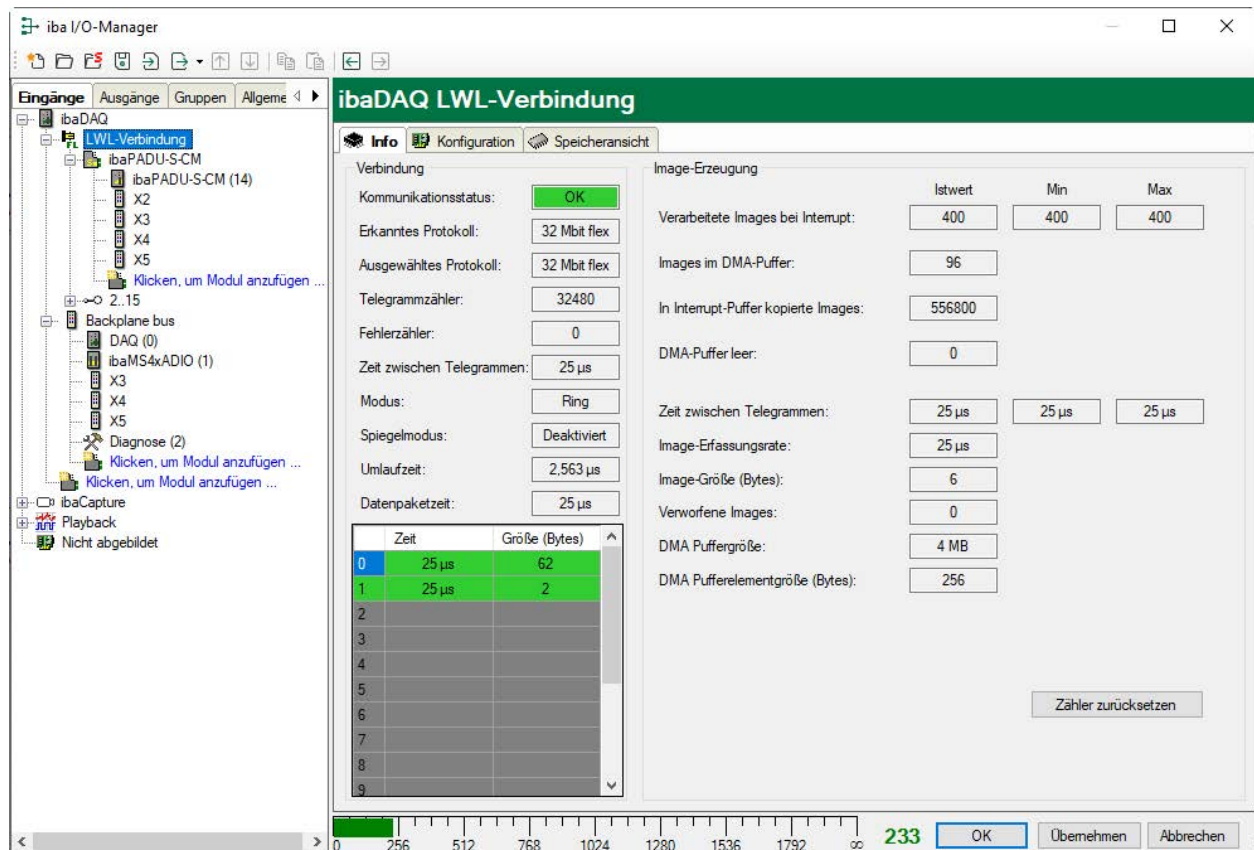 iba I/O-Manager
Eingänge Ausgänge Gruppen Allgeme
ibaDAQ
LWL-Verbindung
ibaPADU-S-CM
ibaPADU-S-CM (14)
X2
X3
X4
X5
Klicken, um Modul anzufügen ...
2..15
Backplane bus
DAQ (0)
ibaMS4xADIO (1)
X3
X4
X5
Diagnose (2)
Klicken, um Modul anzufügen ...
Klicken, um Modul anzufügen ...
ibaCapture
Playback
Nicht abgebildet
ibaDAQ LWL-Verbindung
Info Konfiguration Speicheransicht
Verbindung
Kommunikationsstatus: OK
Erkanntes Protokoll: 32 Mbit flex
Ausgewähltes Protokoll: 32 Mbit flex
Telegrammzähler: 32480
Fehlerzähler: 0
Zeit zwischen Telegrammen: 25 µs
Modus: Ring
Spiegelmodus: Deaktiviert
Umlaufzeit: 2,563 µs
Datenpaketzeit: 25 µs
Zeit Größe (Bytes)
0 25 µs 62
1 25 µs 2
2
3
4
5
6
7
8
9
Image-Erzeugung
Istwert Min Max
Verarbeitete Images bei Interrupt: 400 400 400
Images im DMA-Puffer: 96
In Interrupt-Puffer kopierte Images: 556800
DMA-Puffer leer: 0
Zeit zwischen Telegrammen: 25 µs 25 µs 25 µs
Image-Erfassungsrate: 25 µs
Image-Größe (Bytes): 6
Verworfene Images: 0
DMA Puffergröße: 4 MB
DMA Pufferelementgröße (Bytes): 256
Zähler zurücksetzen
0 256 512 768 1024 1280 1536 1792 ∞
233 OK Übernehmen Abbrechen